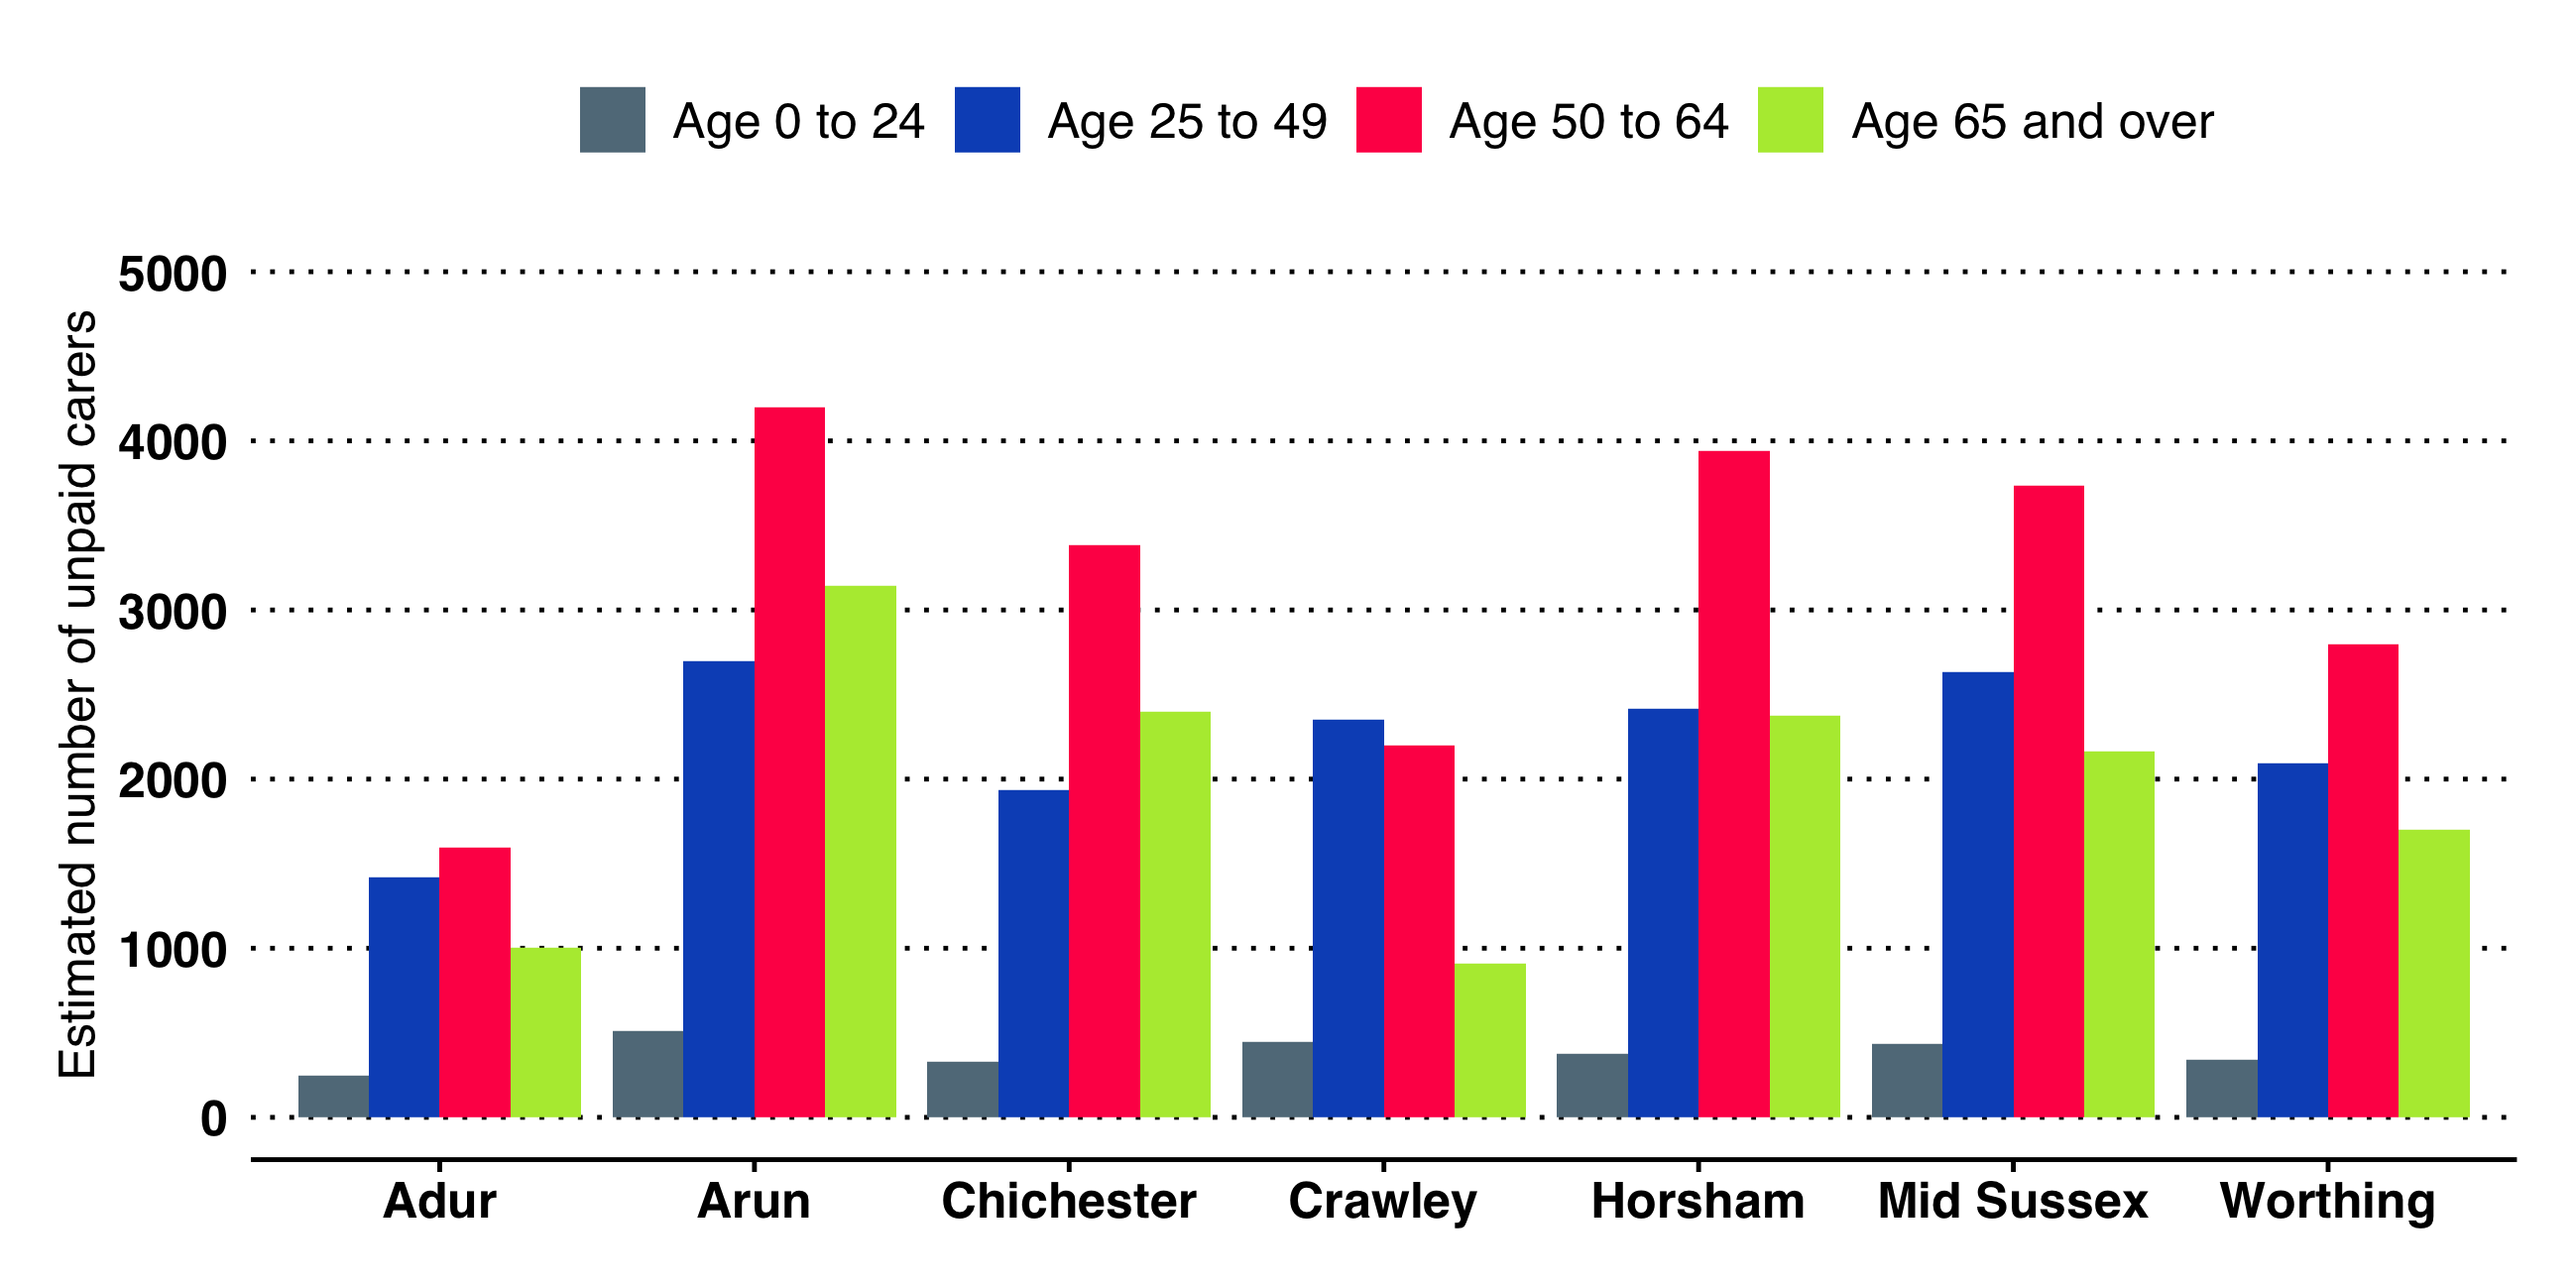 Age 0 to 24 Age 25 to 49 Age 50 to 64 Age 65 and over
Estimated number of unpaid carers
5000
4000
3000
2000
1000
0
Adur Arun Chichester Crawley Horsham Mid Sussex Worthing